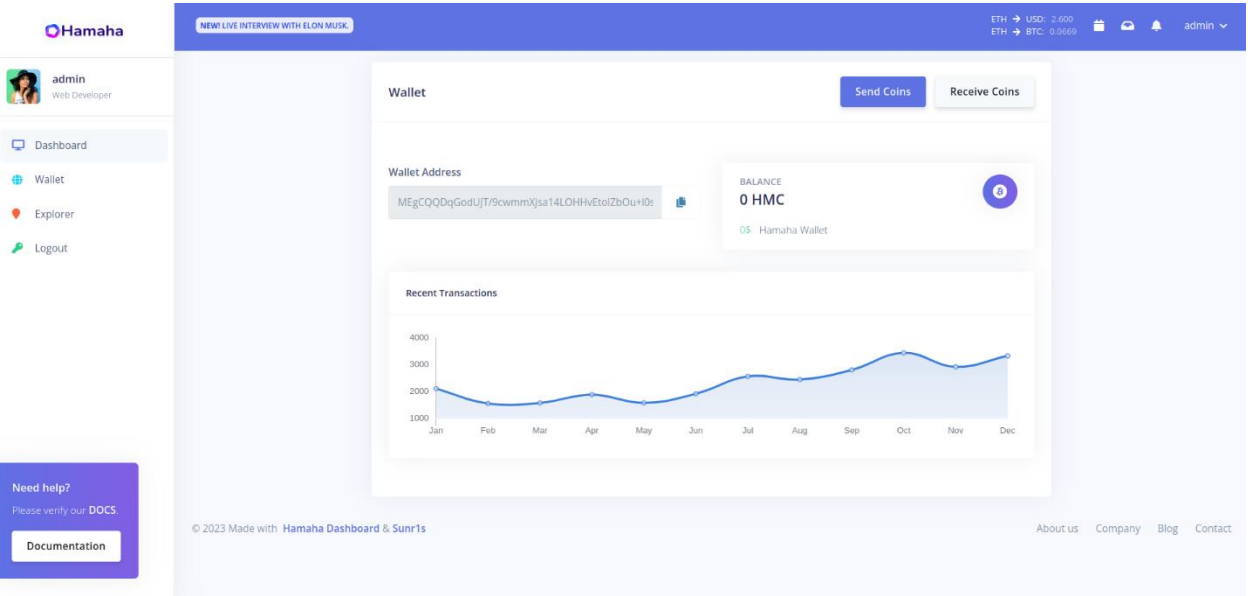 Hamaha
NEW! LIVE INTERVIEW WITH ELON MUSK.
ETH → USD: 2.600
ETH → BTC: 0.0669
admin
admin
Web Developer
Dashboard
Wallet
Explorer
Logout
Wallet
Send Coins
Receive Coins
Wallet Address
BALANCE
0 HMC
0$ Hamaha Wallet
Recent Transactions
4000
3000
2000
1000
Jan Feb Mar Apr May Jun Jul Aug Sep Oct Nov Dec
Need help?
Please verify our DOCS.
Documentation
© 2023 Made with Hamaha Dashboard & Sunr1s
About us Company Blog Contact